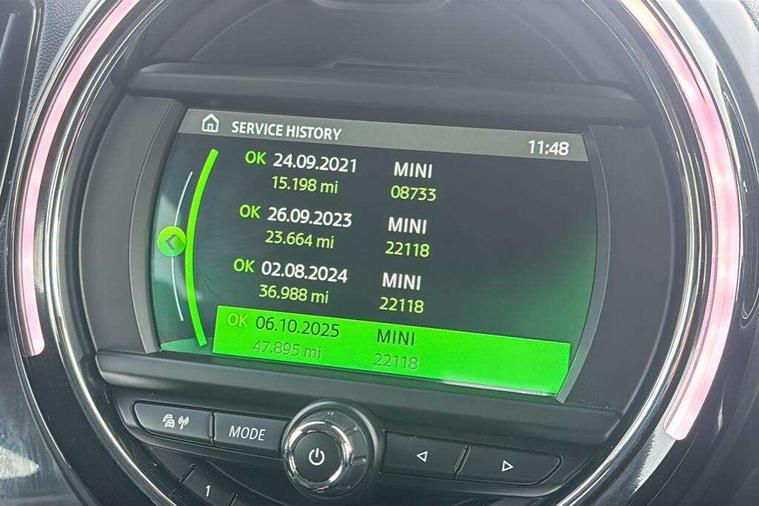 SERVICE HISTORY
11:48
OK 24.09.2021 MINI
15.198 mi 08733
OK 26.09.2023 MINI
23.664 mi 22118
OK 02.08.2024 MINI
36.988 mi 22118
OK 06.10.2025 MINI
47.895 mi 22118
MODE
1